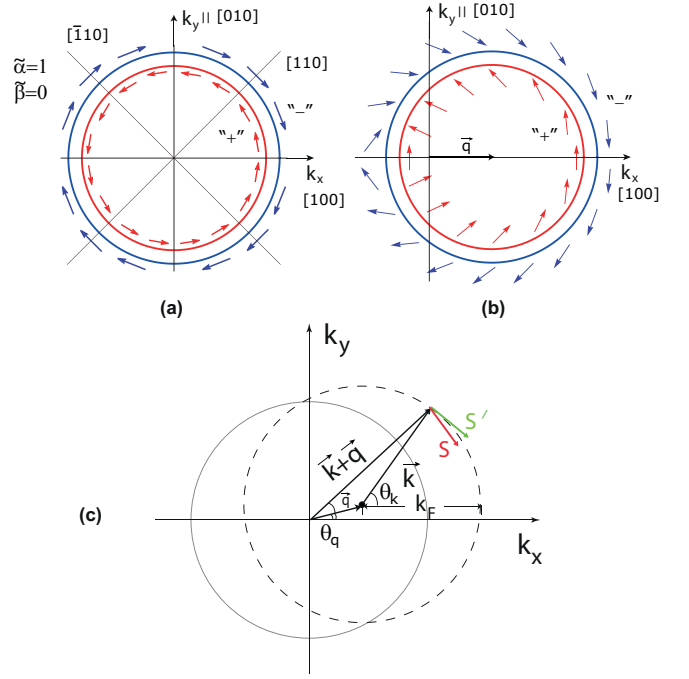 k_y || [010]
[1̅10]
α̃=1
[110]
β̃=0
"−"
"+"
k_x
[100]
(a)
k_y || [010]
"−"
"+"
q⃗
k_x
[100]
(b)
k_y
S′
S
k⃗+q⃗
k⃗
q⃗
θ_k
(c)
k_F
θ_q
k_x